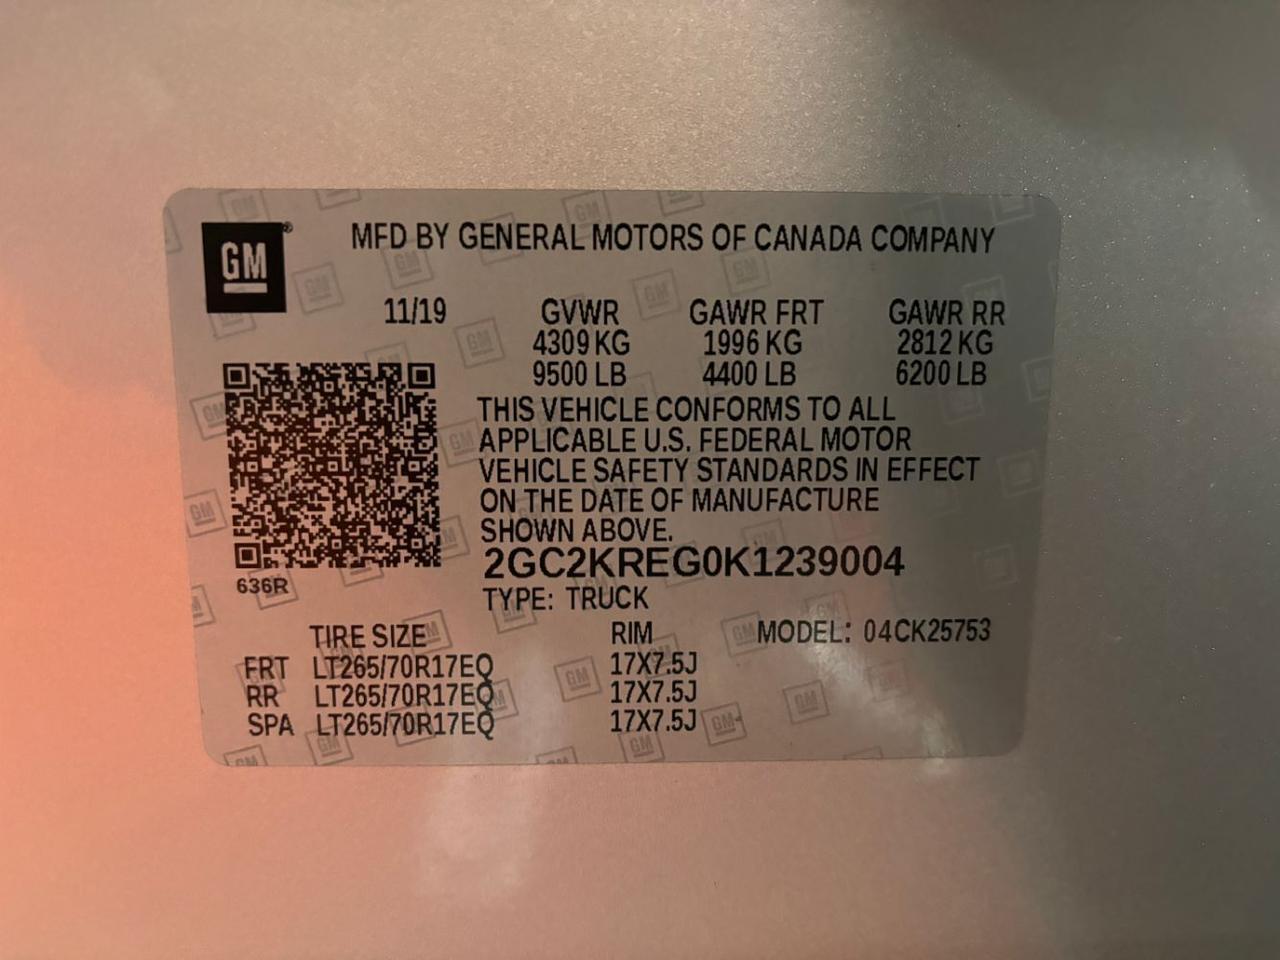 GM®
MFD BY GENERAL MOTORS OF CANADA COMPANY
11/19 GVWR GAWR FRT GAWR RR
4309 KG 1996 KG 2812 KG
9500 LB 4400 LB 6200 LB
THIS VEHICLE CONFORMS TO ALL
APPLICABLE U.S. FEDERAL MOTOR
VEHICLE SAFETY STANDARDS IN EFFECT
ON THE DATE OF MANUFACTURE
SHOWN ABOVE.
2GC2KREG0K1239004
636R
TYPE: TRUCK
TIRE SIZE RIM MODEL: 04CK25753
FRT LT265/70R17EQ 17X7.5J
RR LT265/70R17EQ 17X7.5J
SPA LT265/70R17EQ 17X7.5J